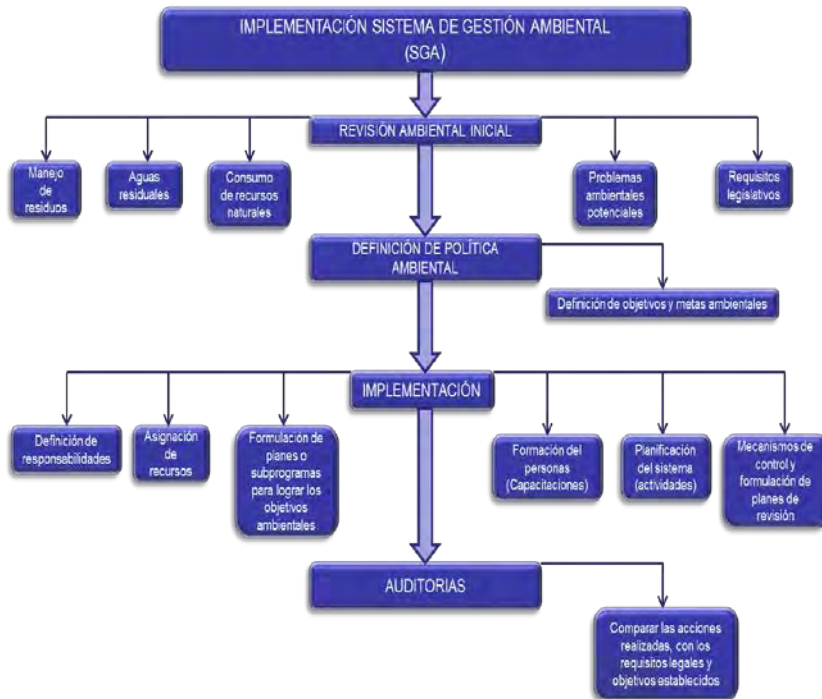 IMPLEMENTACIÓN SISTEMA DE GESTIÓN AMBIENTAL
(SGA)
REVISIÓN AMBIENTAL INICIAL
Manejo
de
residuos
Aguas
residuales
Consumo
de recursos
naturales
Problemas
ambientales
potenciales
Requisitos
legislativos
DEFINICIÓN DE POLÍTICA
AMBIENTAL
Definición de objetivos y metas ambientales
IMPLEMENTACIÓN
Definición de
responsabilidades
Asignación
de
recursos
Formulación de
planes o
subprogramas
para lograr los
objetivos
ambientales
Formación del
personas
(Capacitaciones)
Planificación
del sistema
(actividades)
Mecanismos de
control y
formulación de
planes de
revisión
AUDITORIAS
Comparar las acciones
realizadas, con los
requisitos legales y
objetivos establecidos